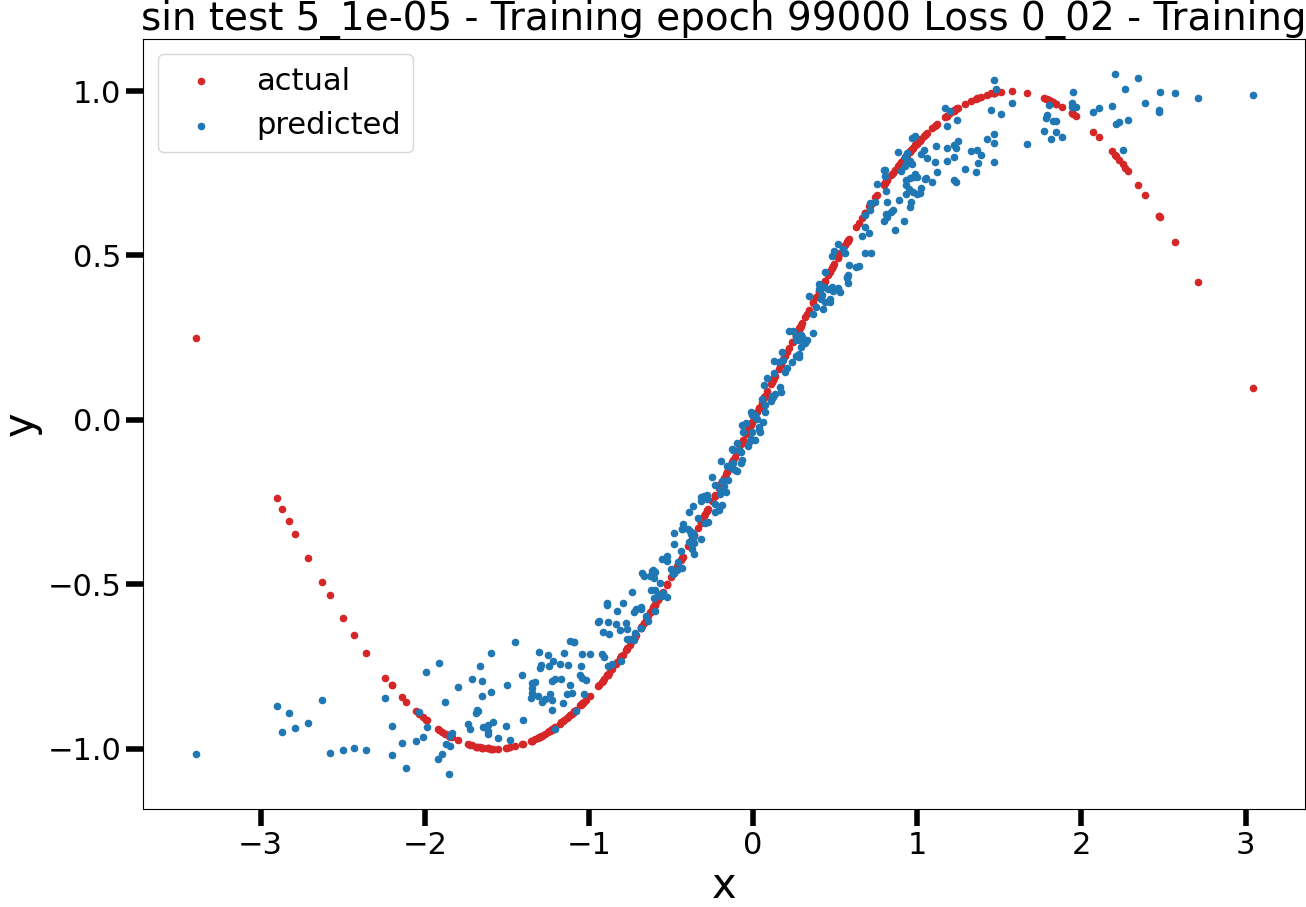 sin test 5_1e-05 - Training epoch 99000 Loss 0_02 - Training
actual
predicted
1.0
0.5
0.0
−0.5
−1.0
y
−3
−2
−1
0
1
2
3
x